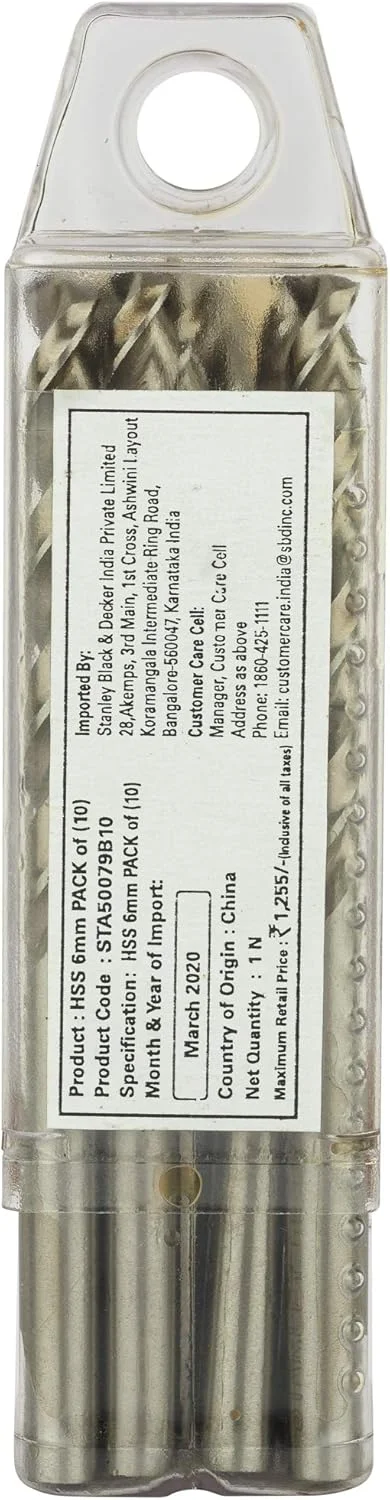 Product : HSS 6mm PACK of (10)
Product Code : STA50079B10
Specification: HSS 6mm PACK of (10)
Month & Year of Import:
March 2020
Country of Origin : China
Net Quantity : 1 N
Maximum Retail Price : ₹1,255/-(Inclusive of all taxes)
Imported By:
Stanley Black & Decker India Private Limited
28,Akemps, 3rd Main, 1st Cross, Ashwini Layout
Koramangala Intermediate Ring Road,
Bangalore-560047, Karnataka India
Customer Care Cell:
Manager, Customer Care Cell
Address as above
Phone: 1860-425-1111
Email: customercare.india@sbdinc.com